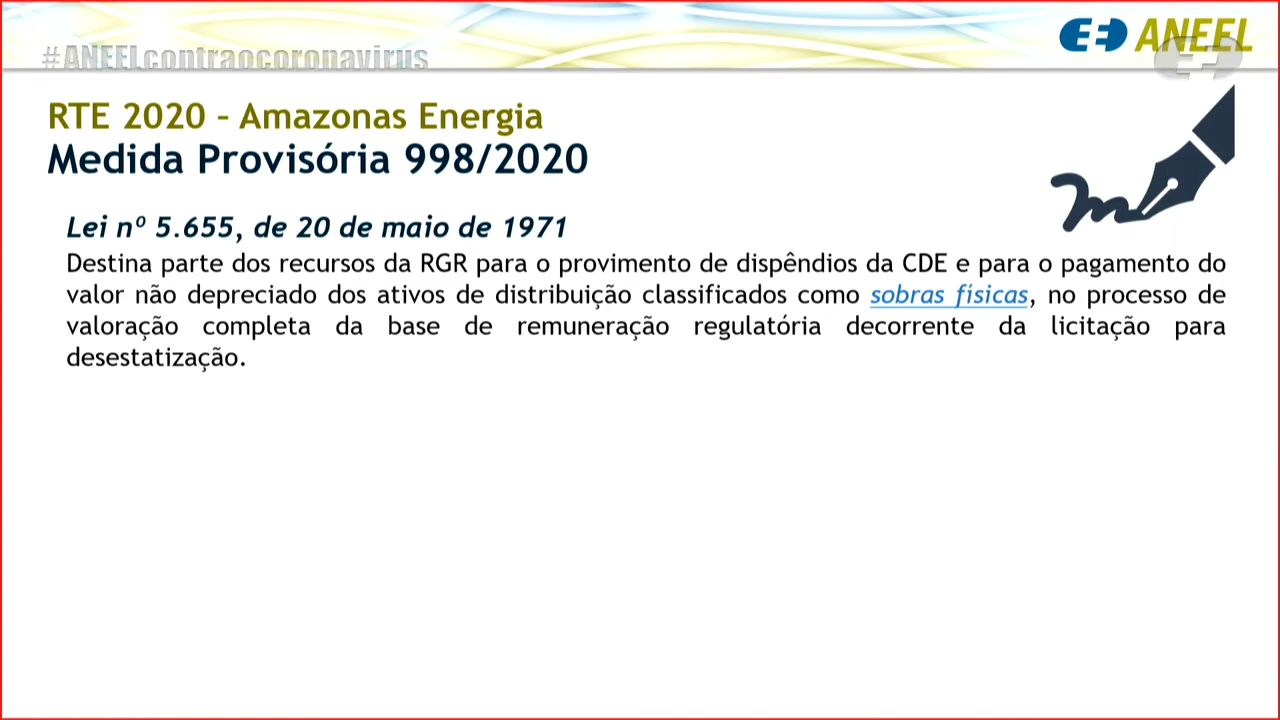 #ANEELcontraocoronavirus
ANEEL
RTE 2020 – Amazonas Energia
Medida Provisória 998/2020
Lei nº 5.655, de 20 de maio de 1971
Destina parte dos recursos da RGR para o provimento de dispêndios da CDE e para o pagamento do
valor não depreciado dos ativos de distribuição classificados como sobras físicas, no processo de
valoração completa da base de remuneração regulatória decorrente da licitação para
desestatização.